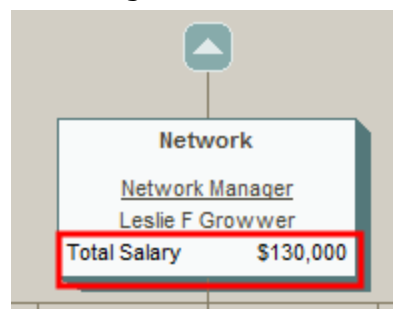 Network
Network Manager
Leslie F Growwer
Total Salary $130,000